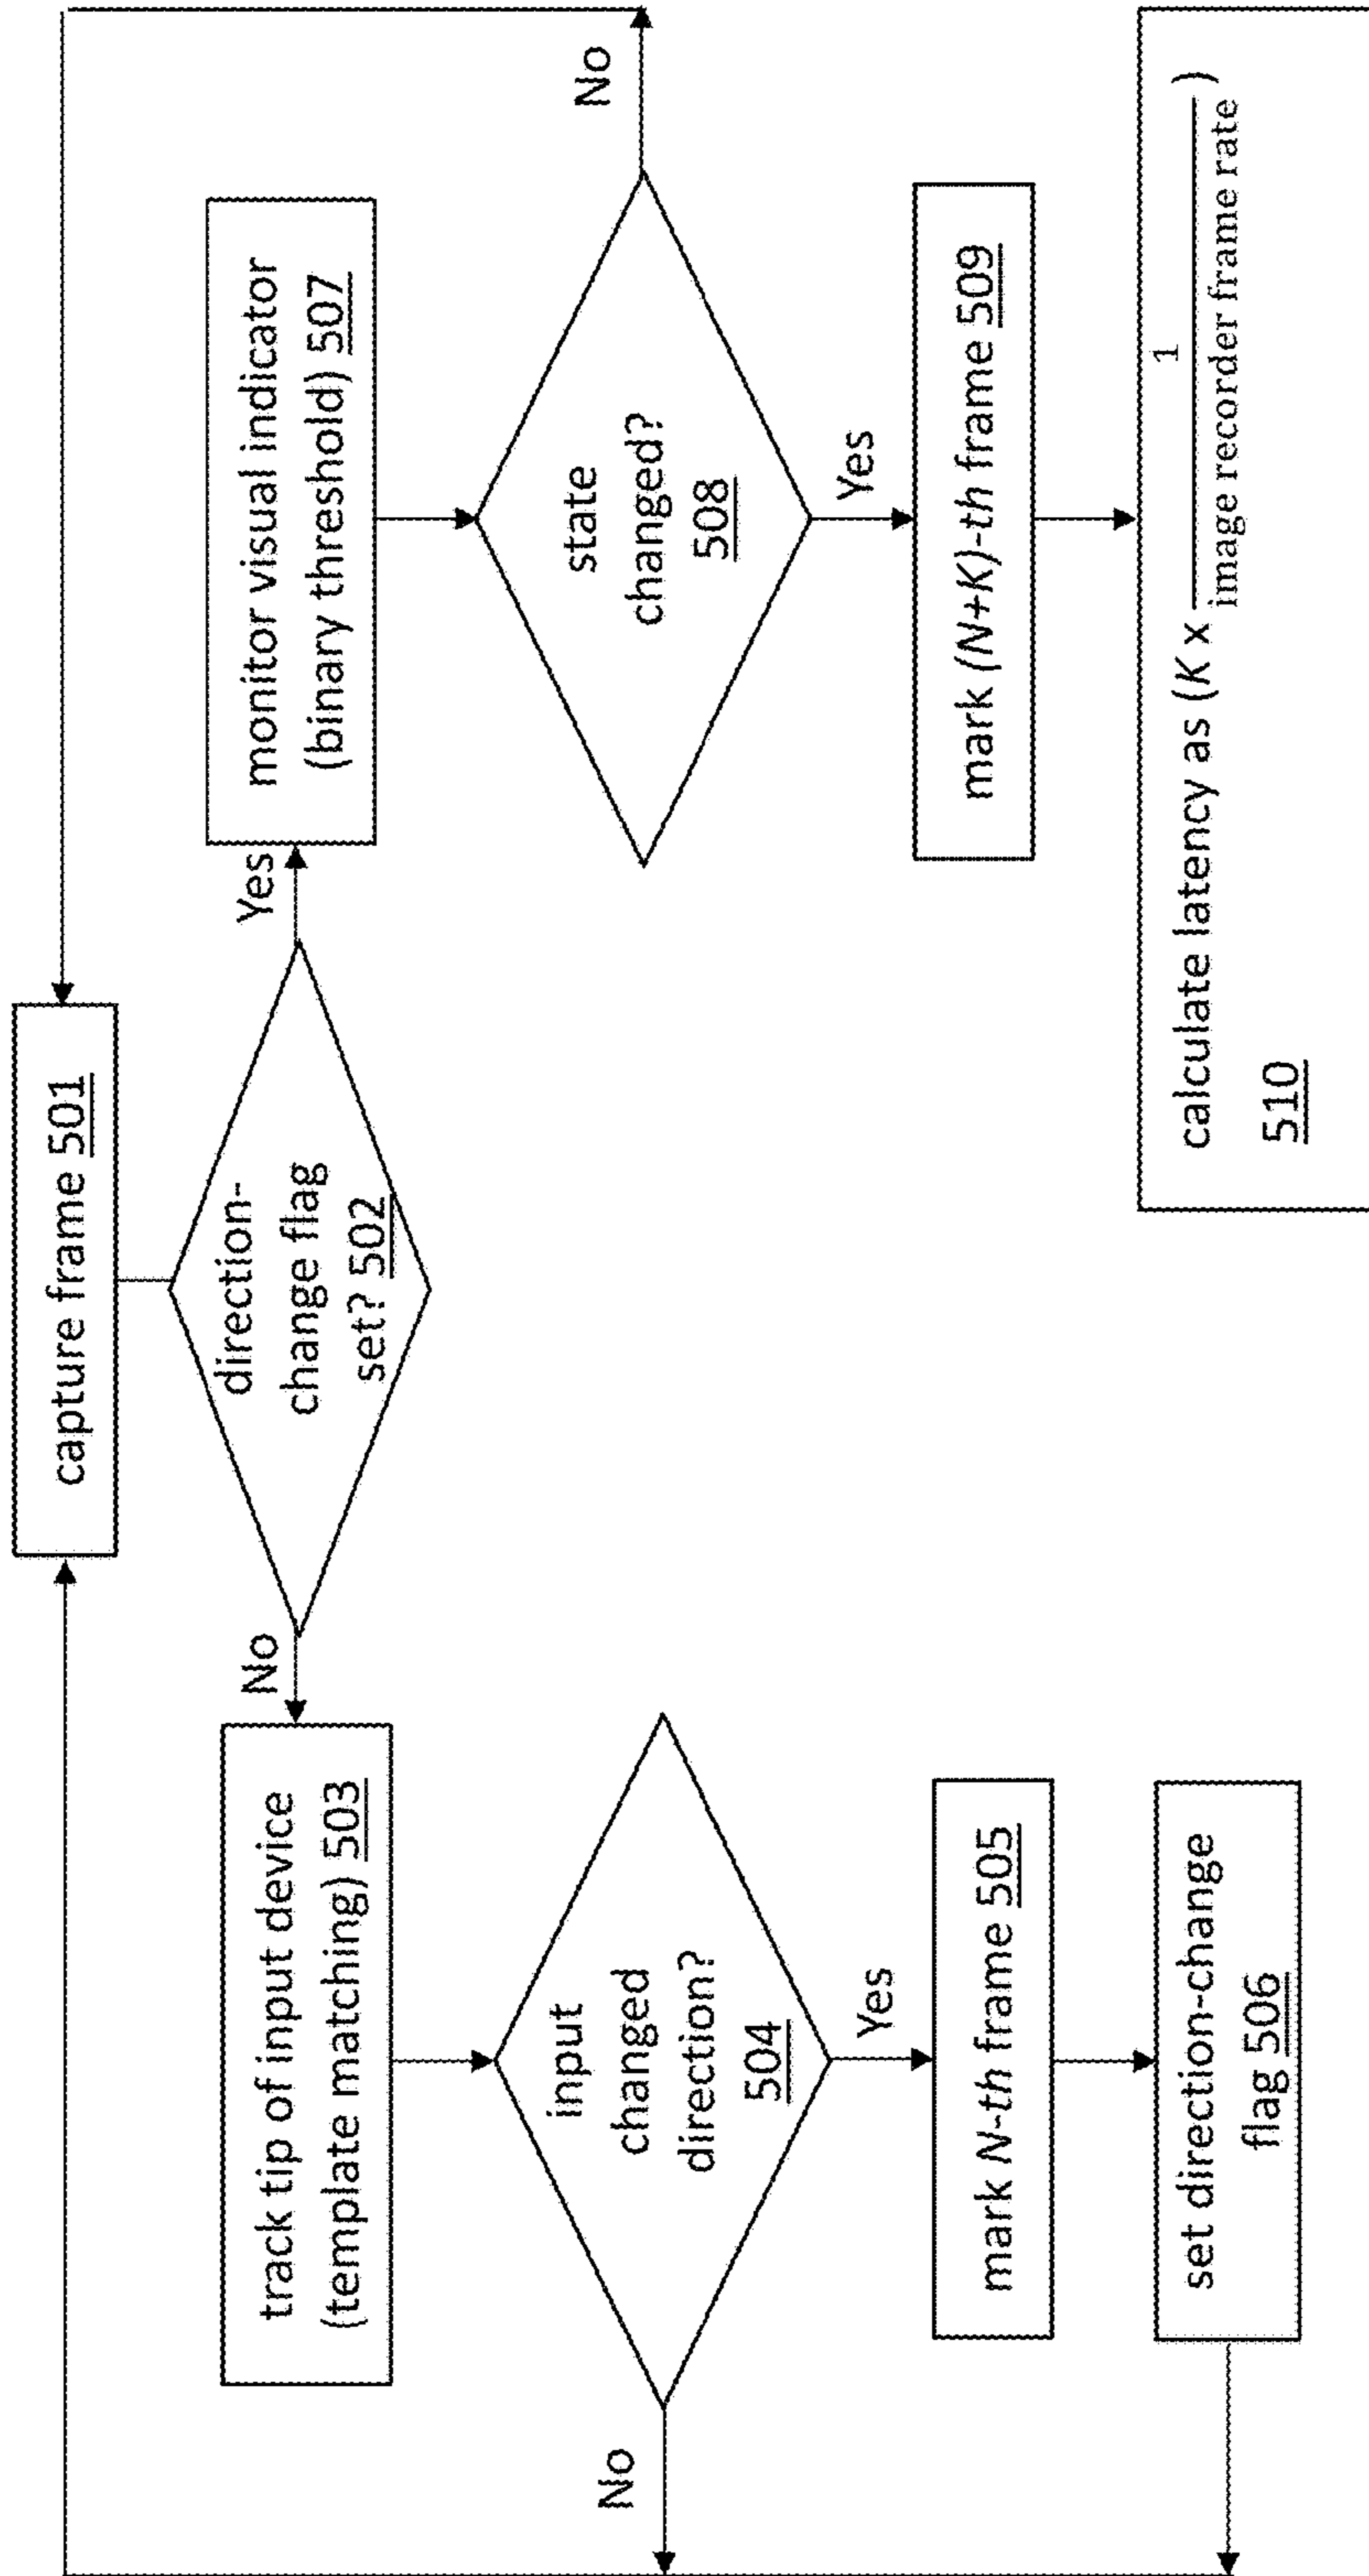 capture frame 501
direction-
change flag
set? 502
No
Yes
track tip of input device
(template matching) 503
input
changed
direction?
504
No
Yes
mark N-th frame 505
set direction-change
flag 506
monitor visual indicator
(binary threshold) 507
state
changed?
508
No
Yes
mark (N+K)-th frame 509
calculate latency as (K x 1 / image recorder frame rate)
510